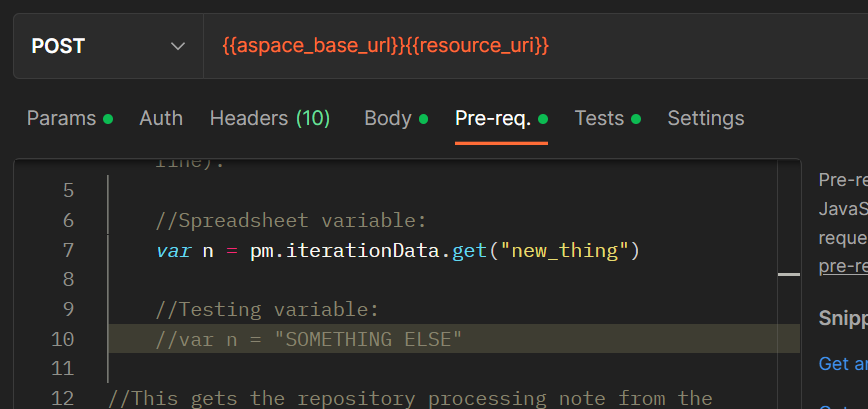 POST
{{aspace_base_url}}{{resource_uri}}
Params
Auth
Headers (10)
Body
Pre-req.
Tests
Settings
line).
5
6 //Spreadsheet variable:
7 var n = pm.iterationData.get("new_thing")
8
9 //Testing variable:
10 //var n = "SOMETHING ELSE"
11
12 //This gets the repository processing note from the
Pre-re
JavaS
reque
pre-re
Snipp
Get a